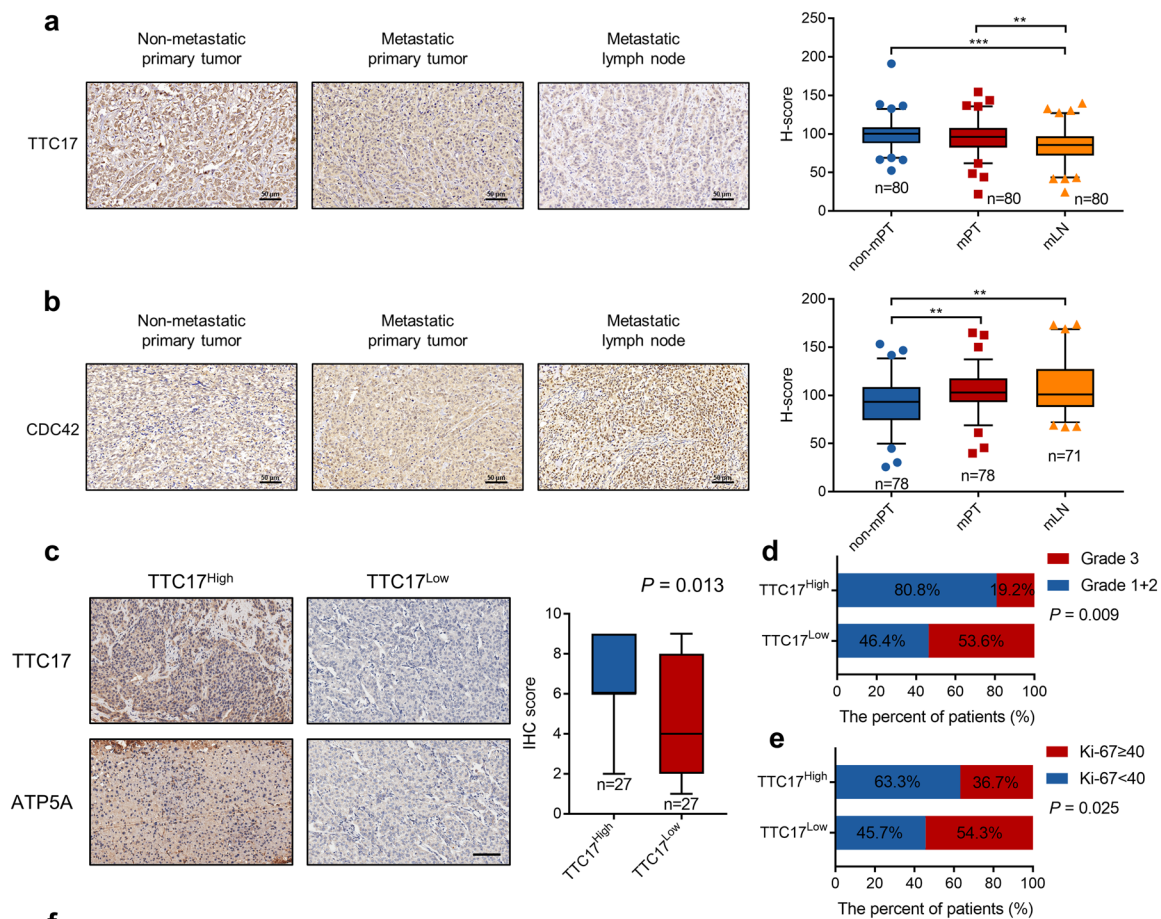 a
Non-metastatic
primary tumor
Metastatic
primary tumor
Metastatic
lymph node
TTC17
50 μm
50 μm
50 μm
H-score
250
200
150
100
50
0
**
***
n=80
n=80
n=80
non-mPT
mPT
mLN
b
Non-metastatic
primary tumor
Metastatic
primary tumor
Metastatic
lymph node
CDC42
50 μm
50 μm
50 μm
H-score
200
150
100
50
0
**
**
n=78
n=78
n=71
non-mPT
mPT
mLN
c
TTC17High
TTC17Low
TTC17
ATP5A
P = 0.013
IHC score
10
8
6
4
2
0
n=27
n=27
TTC17High
TTC17Low
d
Grade 3
Grade 1+2
P = 0.009
TTC17High
80.8%
19.2%
TTC17Low
46.4%
53.6%
0 20 40 60 80 100
The percent of patients (%)
e
Ki-67≥40
Ki-67<40
P = 0.025
TTC17High
63.3%
36.7%
TTC17Low
45.7%
54.3%
0 20 40 60 80 100
The percent of patients (%)